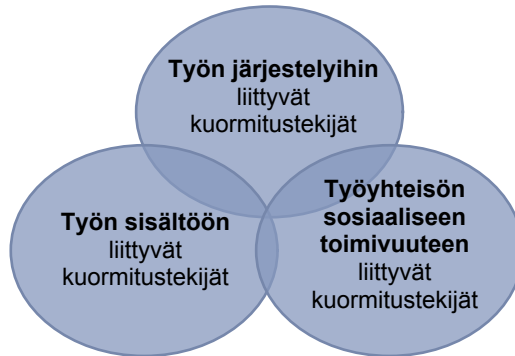 Työn järjestelyihin
liittyvät
kuormitustekijät
Työn sisältöön
liittyvät
kuormitustekijät
Työyhteisön
sosiaaliseen
toimivuuteen
liittyvät
kuormitustekijät